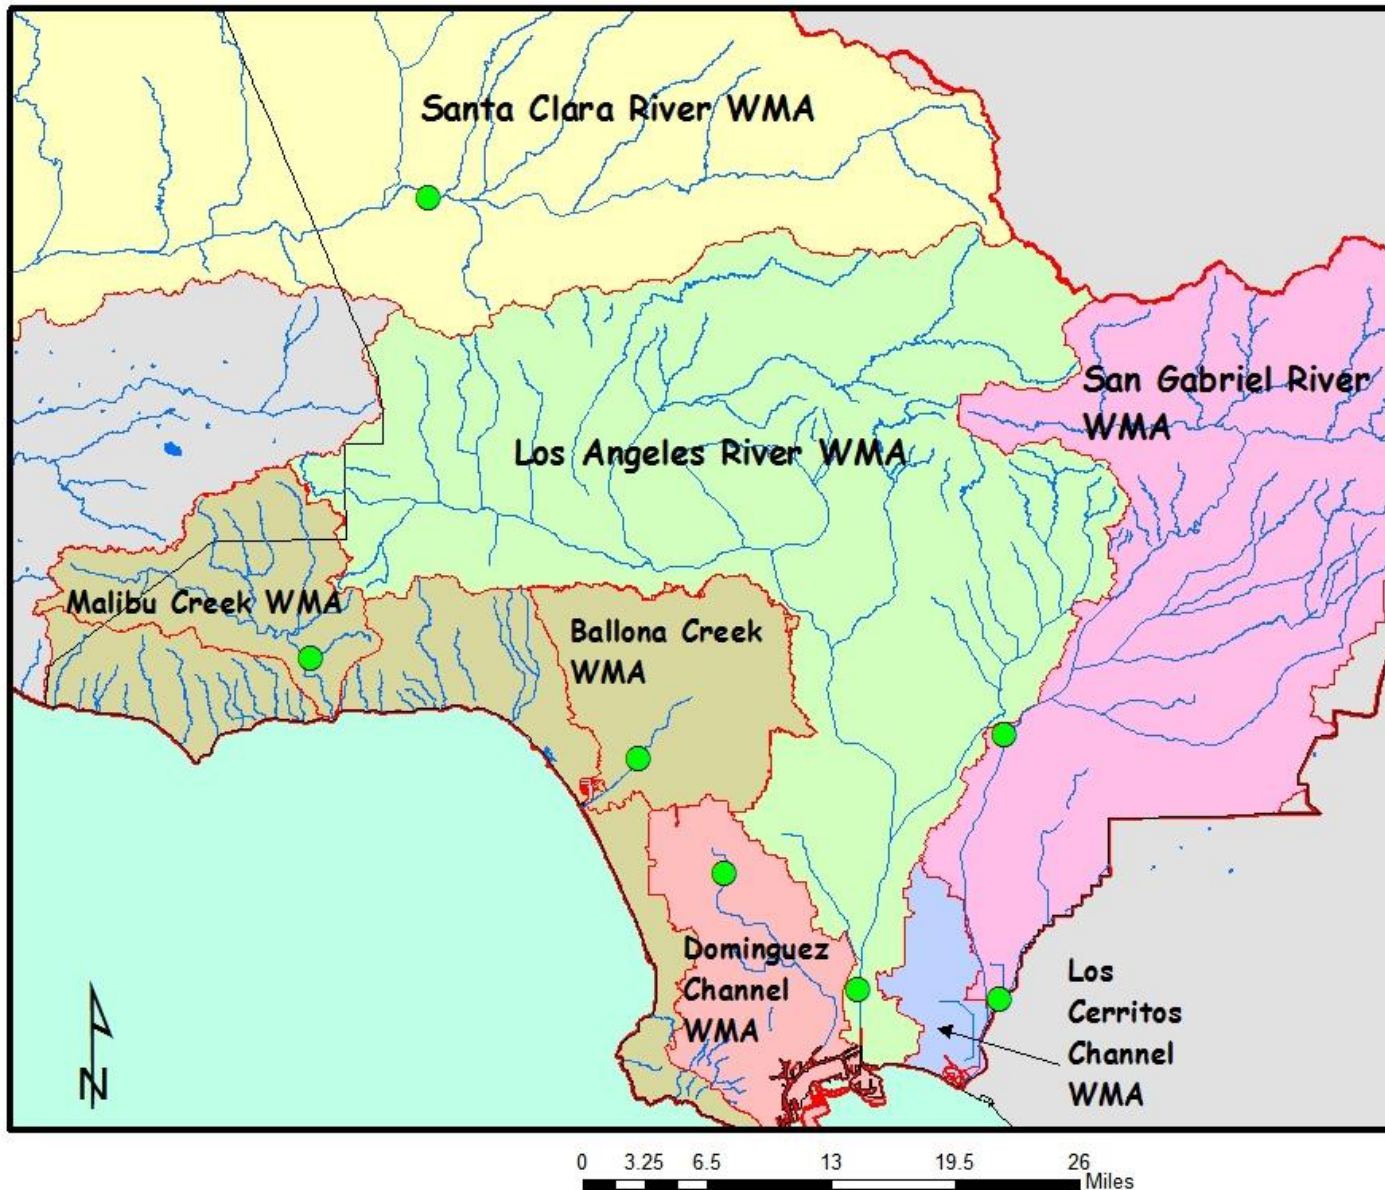 Santa Clara River WMA
San Gabriel River
WMA
Los Angeles River WMA
Malibu Creek WMA
Ballona Creek
WMA
Dominguez
Channel
WMA
Los
Cerritos
Channel
WMA
N
0 3.25 6.5 13 19.5 26
Miles